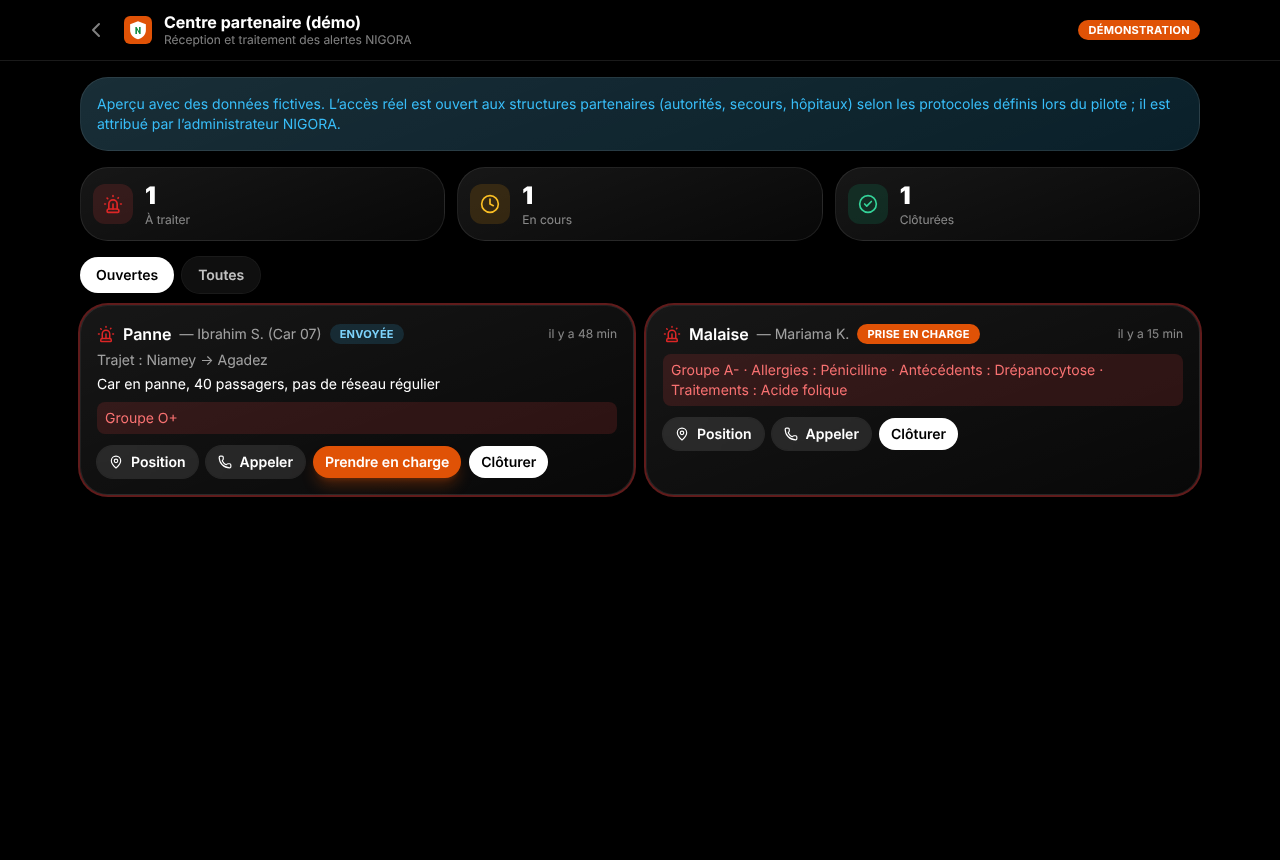 N
Centre partenaire (démo)
Réception et traitement des alertes NIGORA
DÉMONSTRATION
Aperçu avec des données fictives. L'accès réel est ouvert aux structures partenaires (autorités, secours, hôpitaux) selon les protocoles définis lors du pilote ; il est
attribué par l'administrateur NIGORA.
1
À traiter
1
En cours
1
Clôturées
Ouvertes
Toutes
Panne — Ibrahim S. (Car 07) ENVOYÉE il y a 48 min
Trajet : Niamey → Agadez
Car en panne, 40 passagers, pas de réseau régulier
Groupe O+
Position
Appeler
Prendre en charge
Clôturer
Malaise — Mariama K. PRISE EN CHARGE il y a 15 min
Groupe A- · Allergies : Pénicilline · Antécédents : Drépanocytose ·
Traitements : Acide folique
Position
Appeler
Clôturer